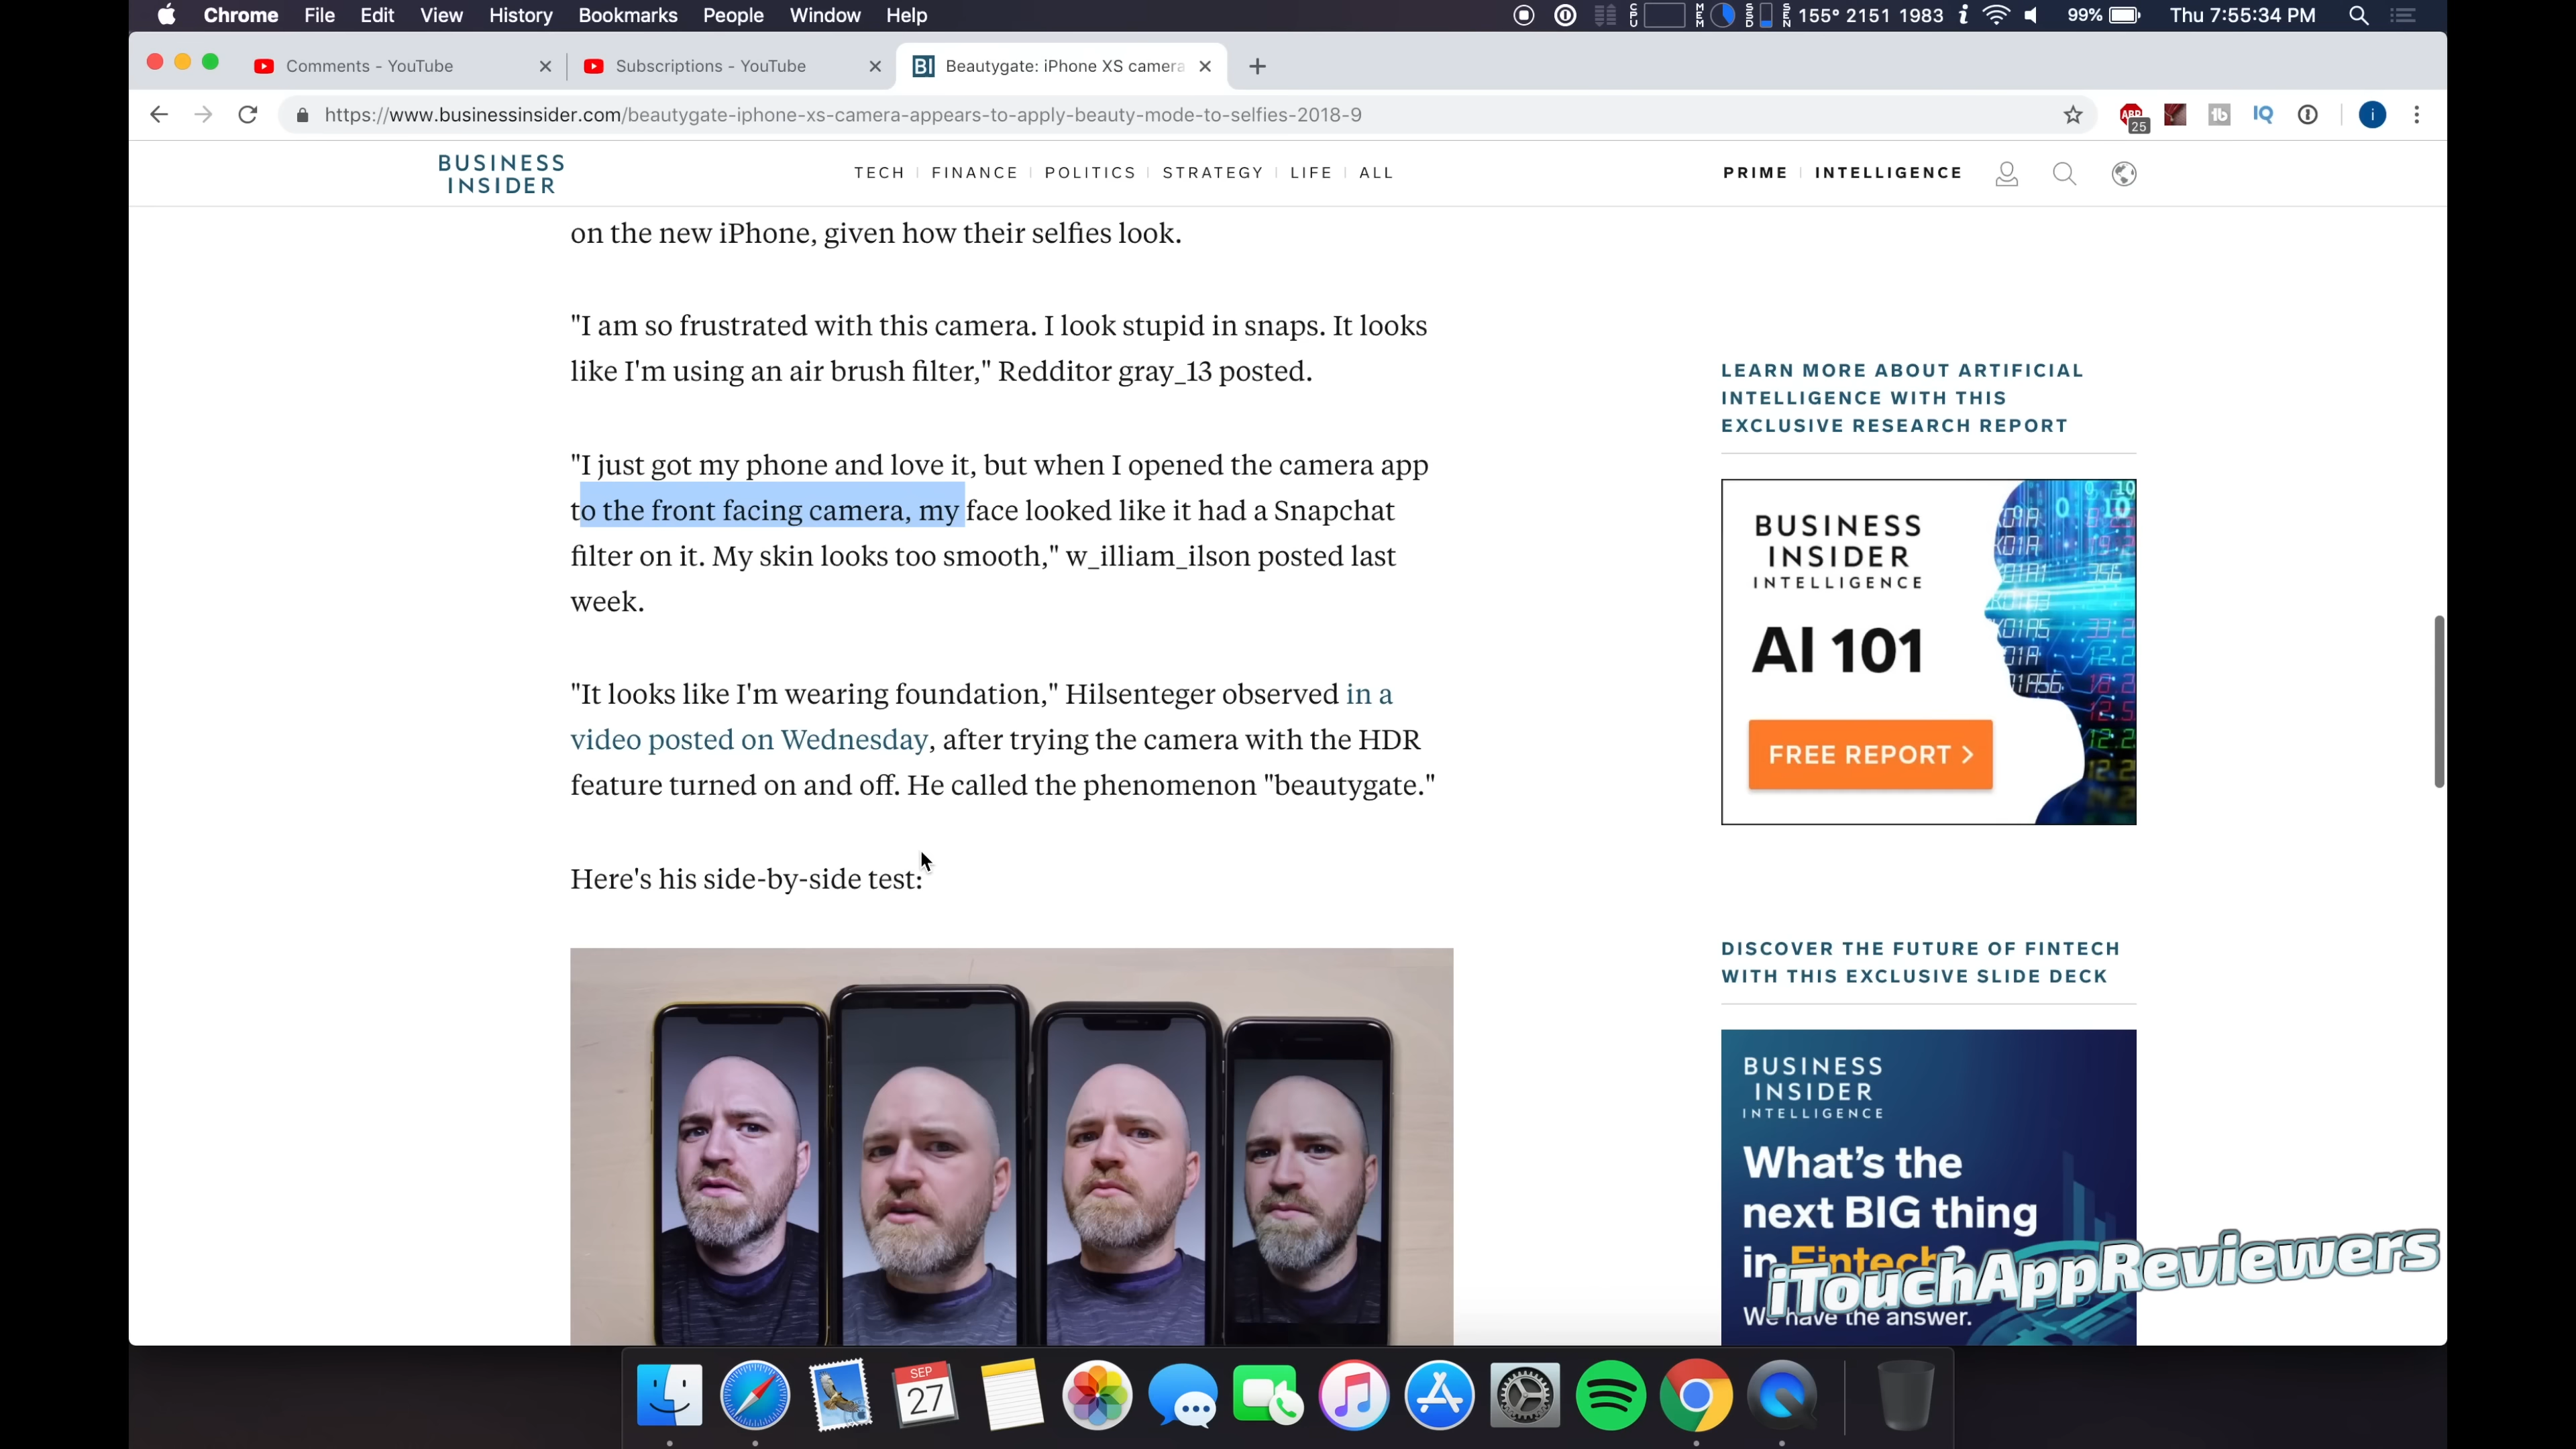 Chrome File Edit View History Bookmarks People Window Help
CPU MEM SSD SEN 155° 2151 1983 99% Thu 7:55:34 PM
Comments - YouTube
Subscriptions - YouTube
BI Beautygate: iPhone XS camera
https://www.businessinsider.com/beautygate-iphone-xs-camera-appears-to-apply-beauty-mode-to-selfies-2018-9
ABP 25 tb IQ i
BUSINESS
INSIDER
TECH FINANCE POLITICS STRATEGY LIFE ALL
PRIME INTELLIGENCE
on the new iPhone, given how their selfies look.
"I am so frustrated with this camera. I look stupid in snaps. It looks
like I'm using an air brush filter," Redditor gray_13 posted.
"I just got my phone and love it, but when I opened the camera app
to the front facing camera, my face looked like it had a Snapchat
filter on it. My skin looks too smooth," w_illiam_ilson posted last
week.
"It looks like I'm wearing foundation," Hilsenteger observed in a
video posted on Wednesday, after trying the camera with the HDR
feature turned on and off. He called the phenomenon "beautygate."
Here's his side-by-side test:
LEARN MORE ABOUT ARTIFICIAL
INTELLIGENCE WITH THIS
EXCLUSIVE RESEARCH REPORT
BUSINESS
INSIDER
INTELLIGENCE
AI 101
FREE REPORT >
DISCOVER THE FUTURE OF FINTECH
WITH THIS EXCLUSIVE SLIDE DECK
BUSINESS
INSIDER
INTELLIGENCE
What's the
next BIG thing
in Fintech?
We have the answer.
iTouchAppReviewers
SEP
27